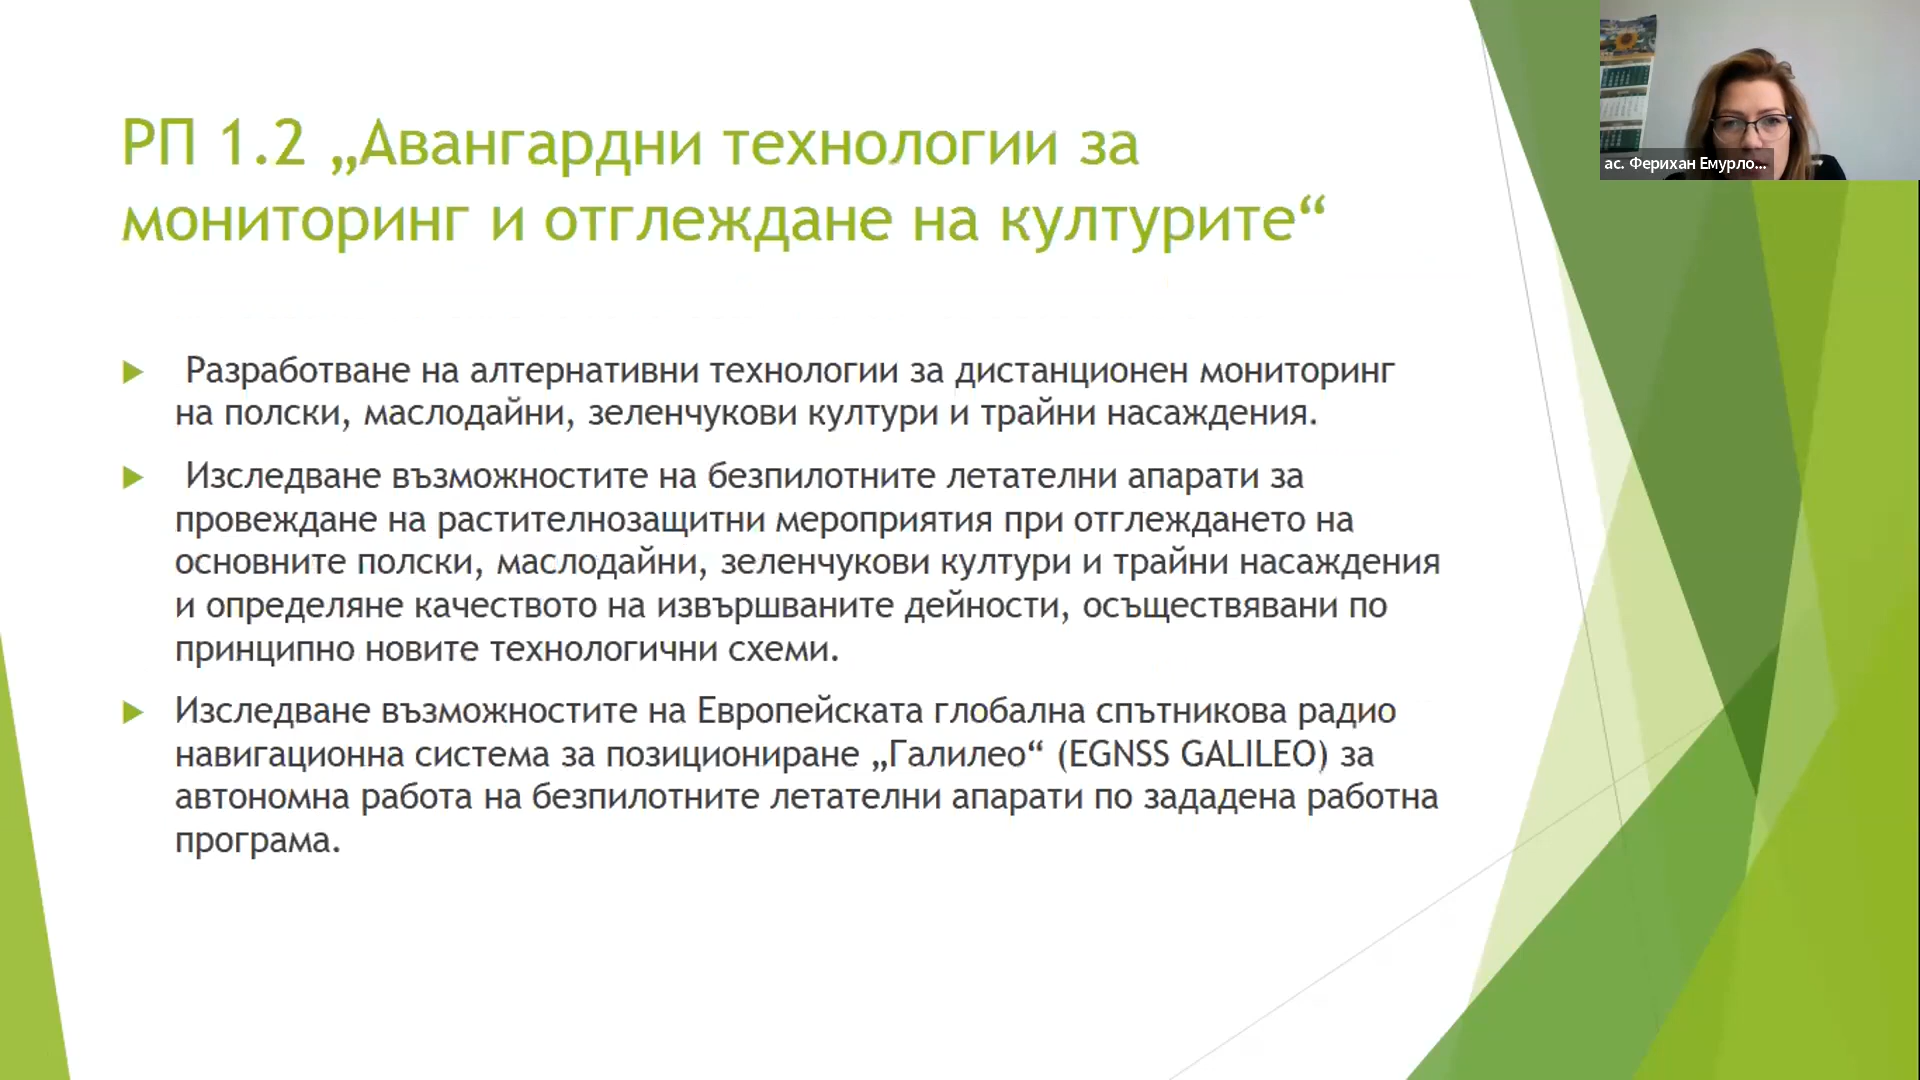 РП 1.2 „Авангардни технологии за
мониторинг и отглеждане на културите“
ас. Ферихан Емурло...
Разработване на алтернативни технологии за дистанционен мониторинг
на полски, маслодайни, зеленчукови култури и трайни насаждения.
Изследване възможностите на безпилотните летателни апарати за
провеждане на растителнозащитни мероприятия при отглеждането на
основните полски, маслодайни, зеленчукови култури и трайни насаждения
и определяне качеството на извършваните дейности, осъществявани по
принципно новите технологични схеми.
Изследване възможностите на Европейската глобална спътникова радио
навигационна система за позициониране „Галилео“ (EGNSS GALILEO) за
автономна работа на безпилотните летателни апарати по зададена работна
програма.